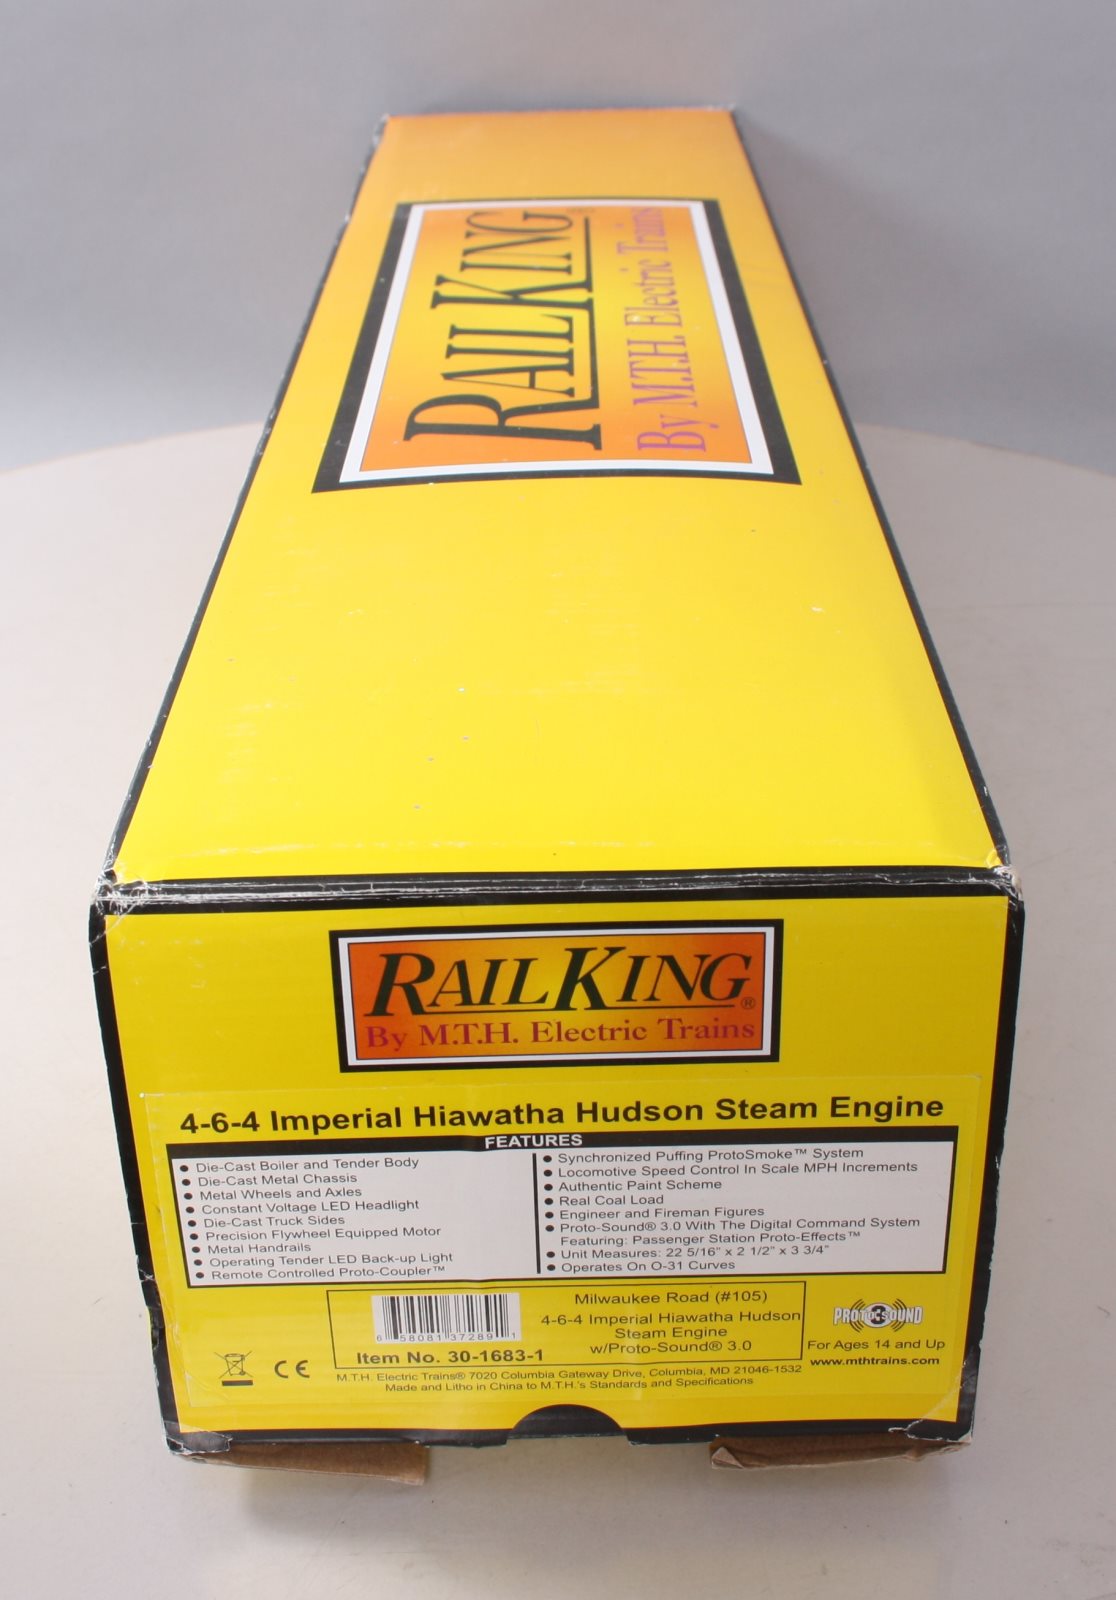 RAILKING
By M.T.H. Electric Trains
RAILKING®
By M.T.H. Electric Trains
4-6-4 Imperial Hiawatha Hudson Steam Engine
FEATURES
● Die-Cast Boiler and Tender Body
● Die-Cast Metal Chassis
● Metal Wheels and Axles
● Constant Voltage LED Headlight
● Die-Cast Truck Sides
● Precision Flywheel Equipped Motor
● Metal Handrails
● Operating Tender LED Back-up Light
● Remote Controlled Proto-Coupler™
● Synchronized Puffing ProtoSmoke™ System
● Locomotive Speed Control In Scale MPH Increments
● Authentic Paint Scheme
● Real Coal Load
● Engineer and Fireman Figures
● Proto-Sound® 3.0 With The Digital Command System
Featuring: Passenger Station Proto-Effects™
● Unit Measures: 22 5/16" x 2 1/2" x 3 3/4"
● Operates On O-31 Curves
6 58081 37289 1
Item No. 30-1683-1
Milwaukee Road (#105)
4-6-4 Imperial Hiawatha Hudson
Steam Engine
w/Proto-Sound® 3.0
PROTO 3 SOUND
For Ages 14 and Up
www.mthtrains.com
CE
M.T.H. Electric Trains® 7020 Columbia Gateway Drive, Columbia, MD 21046-1532
Made and Litho in China to M.T.H.'s Standards and Specifications